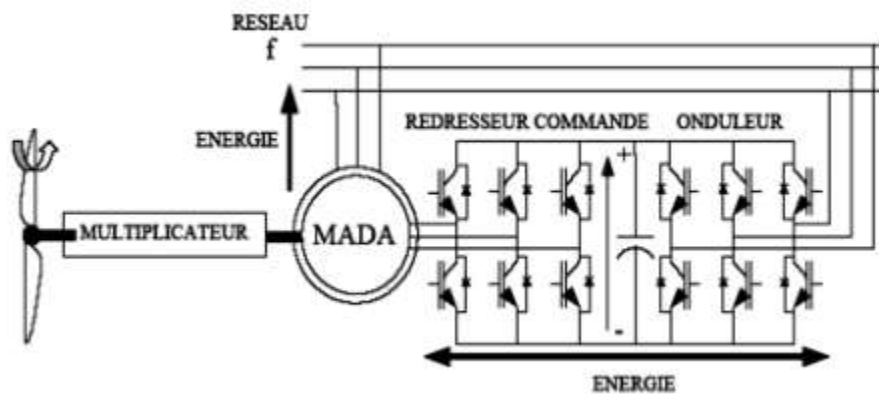 RESEAU
f
ENERGIE
REDRESSEUR COMMANDE
ONDULEUR
+
MULTIPLICATEUR
MADA
-
ENERGIE